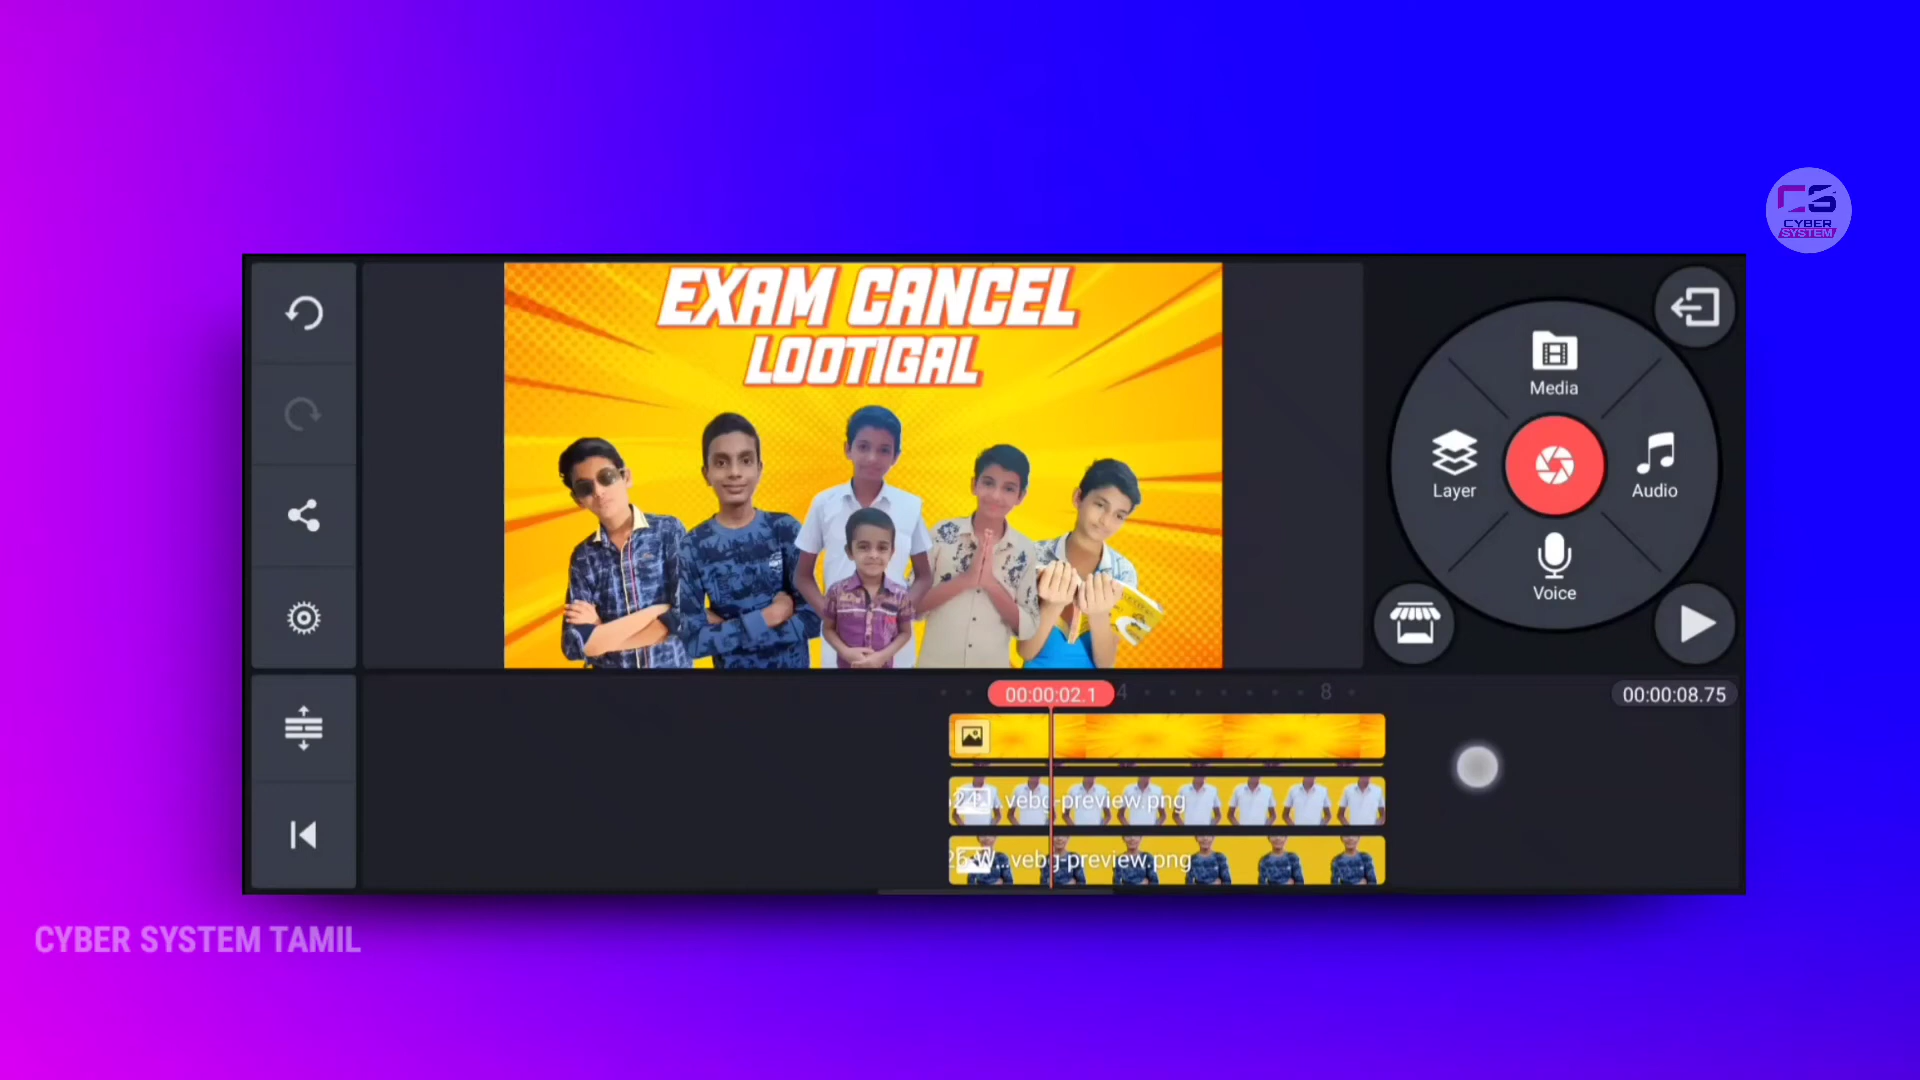 CS
CYBER
SYSTEM
EXAM CANCEL
LOOTIGAL
Media
Layer
Audio
Voice
00:00:02.1
4
8
00:00:08.75
...vebg-preview.png
...vebg-preview.png
CYBER SYSTEM TAMIL